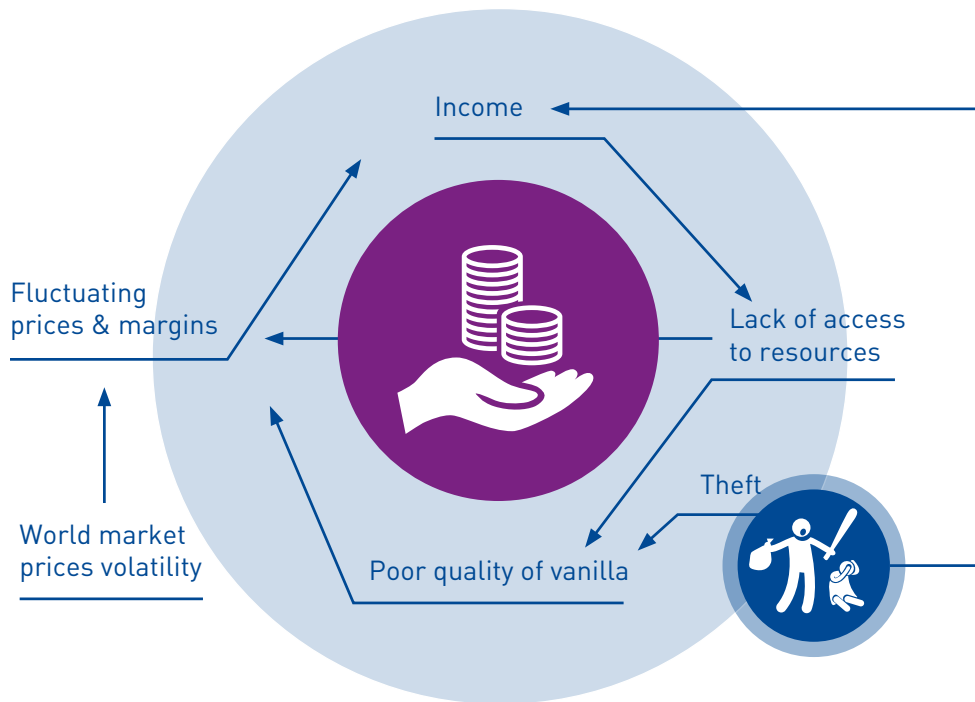 Income
Fluctuating
prices & margins
Lack of access
to resources
Theft
World market
prices volatility
Poor quality of vanilla